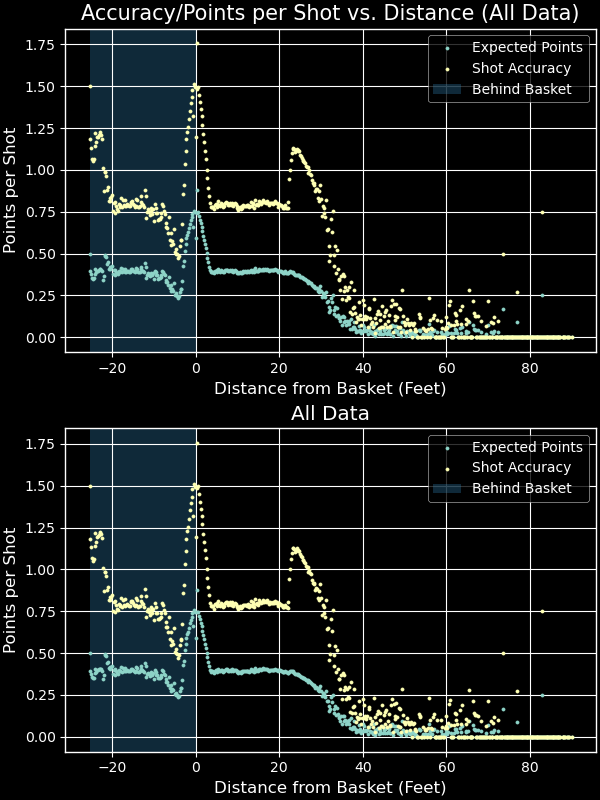 Accuracy/Points per Shot vs. Distance (All Data)
1.75
1.50
1.25
1.00
0.75
0.50
0.25
0.00
Points per Shot
Expected Points
Shot Accuracy
Behind Basket
−20 0 20 40 60 80
Distance from Basket (Feet)
All Data
1.75
1.50
1.25
1.00
0.75
0.50
0.25
0.00
Points per Shot
Expected Points
Shot Accuracy
Behind Basket
−20 0 20 40 60 80
Distance from Basket (Feet)